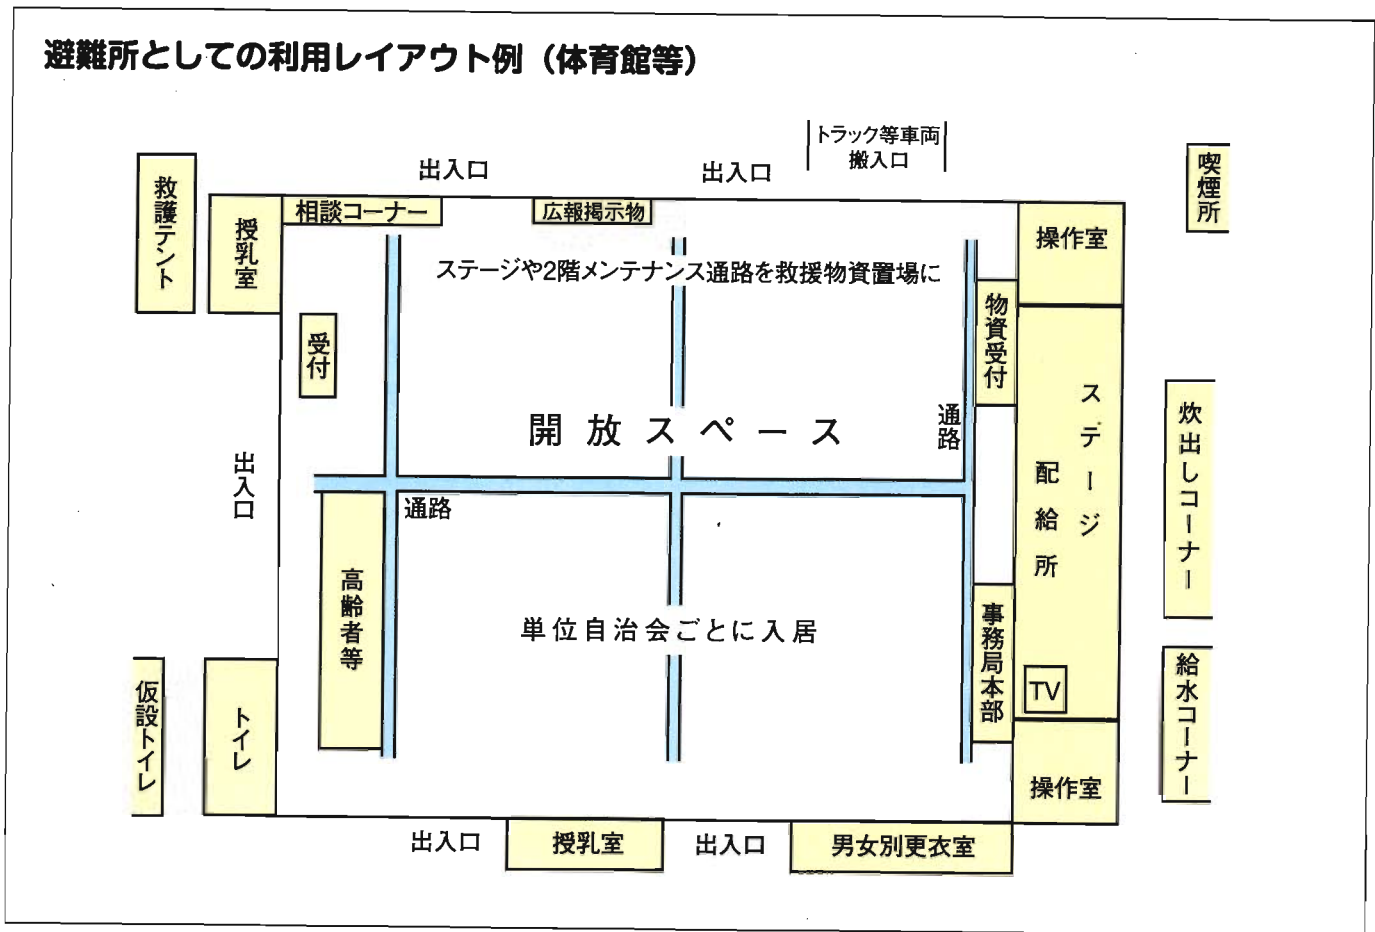 避難所としての利用レイアウト例（体育館等）
トラック等車両
搬入口
出入口
出入口
喫煙所
救護テント
授乳室
相談コーナー
広報掲示物
操作室
ステージや2階メンテナンス通路を救援物資置場に
物資受付
受付
ステージ
配給所
炊出しコーナー
開放スペース
通路
出入口
通路
高齢者等
単位自治会ごとに入居
事務局本部
TV
給水コーナー
仮設トイレ
トイレ
操作室
出入口
授乳室
出入口
男女別更衣室